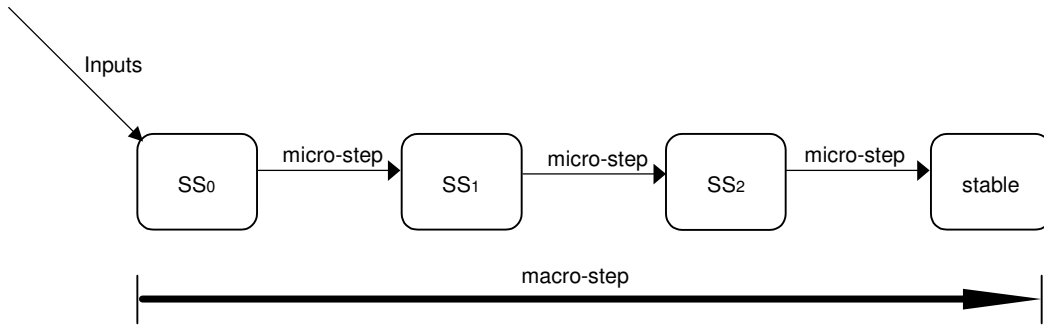 Inputs
micro-step
micro-step
micro-step
SS0
SS1
SS2
stable
macro-step